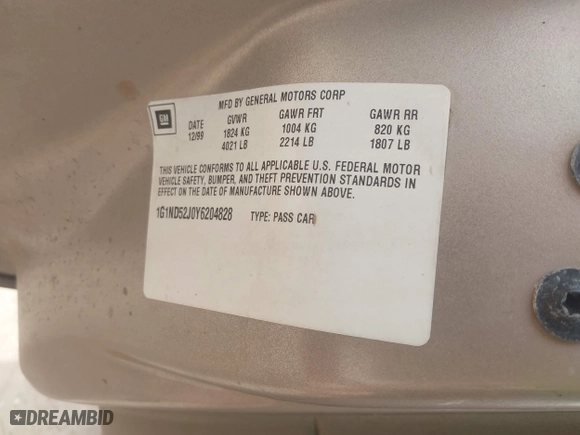 MFD BY GENERAL MOTORS CORP
GM
DATE GVWR GAWR FRT GAWR RR
12/99 1824 KG 1004 KG 820 KG
4021 LB 2214 LB 1807 LB
THIS VEHICLE CONFORMS TO ALL APPLICABLE U.S. FEDERAL MOTOR
VEHICLE SAFETY, BUMPER, AND THEFT PREVENTION STANDARDS IN
EFFECT ON THE DATE OF MANUFACTURE SHOWN ABOVE.
1G1ND52J0Y6204828 TYPE: PASS CAR
DREAMBID